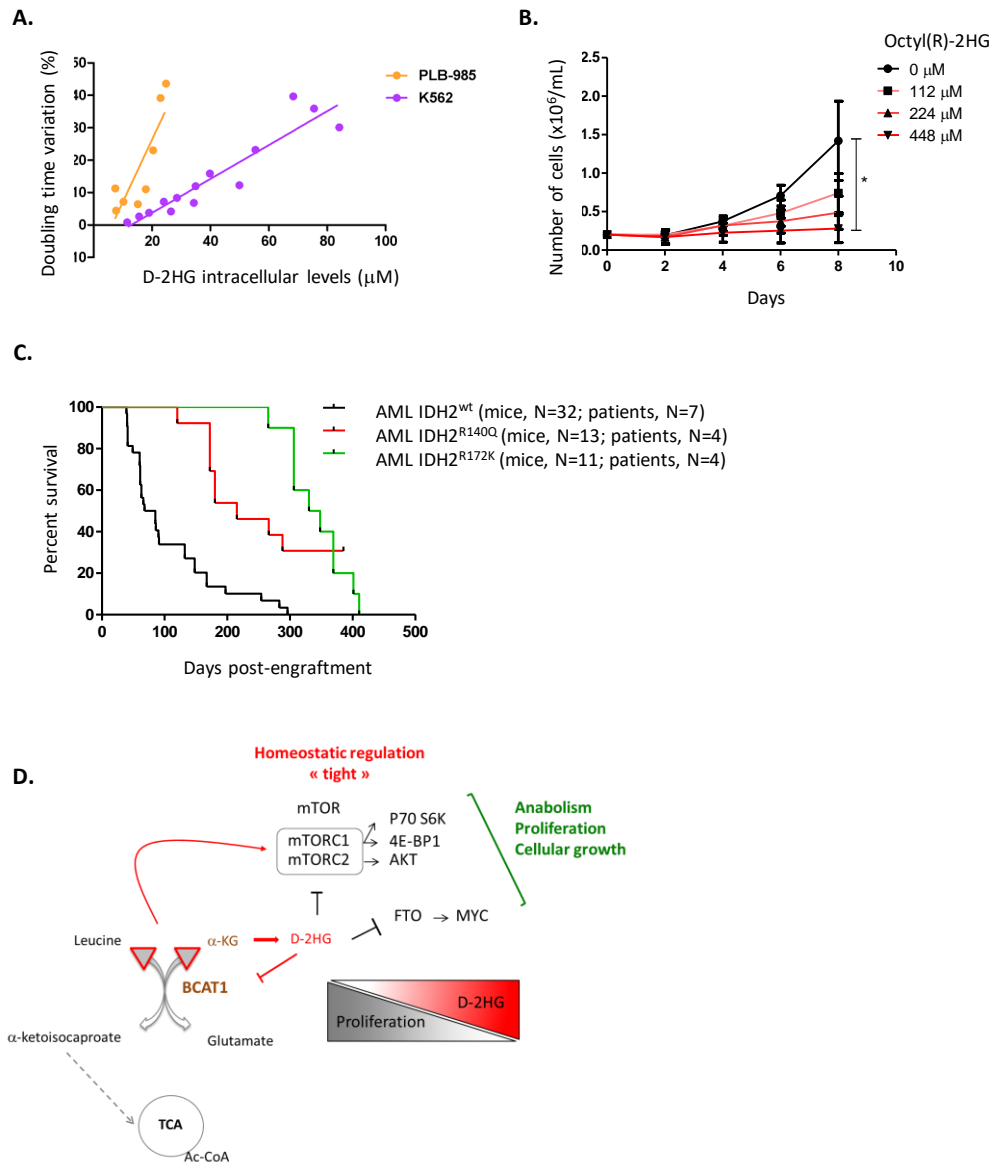 A.
Doubling time variation (%)
50
40
30
20
10
0
10
20
40
60
80
100
D-2HG intracellular levels (μM)
PLB-985
K562
B.
Octyl(R)-2HG
0 μM
112 μM
224 μM
448 μM
Number of cells (x10⁶/mL)
2.5
2.0
1.5
1.0
0.5
0.0
*
0
2
4
6
8
10
Days
C.
Percent survival
100
80
60
40
20
0
0
100
200
300
400
500
Days post-engraftment
AML IDH2ʷᵗ (mice, N=32; patients, N=7)
AML IDH2ᴿ¹⁴⁰Q (mice, N=13; patients, N=4)
AML IDH2ᴿ¹⁷²ᴷ (mice, N=11; patients, N=4)
D.
Homeostatic regulation
« tight »
mTOR
mTORC1
mTORC2
P70 S6K
4E-BP1
AKT
Anabolism
Proliferation
Cellular growth
FTO
MYC
Leucine
α-KG
D-2HG
BCAT1
D-2HG
Proliferation
α-ketoisocaproate
Glutamate
TCA
Ac-CoA